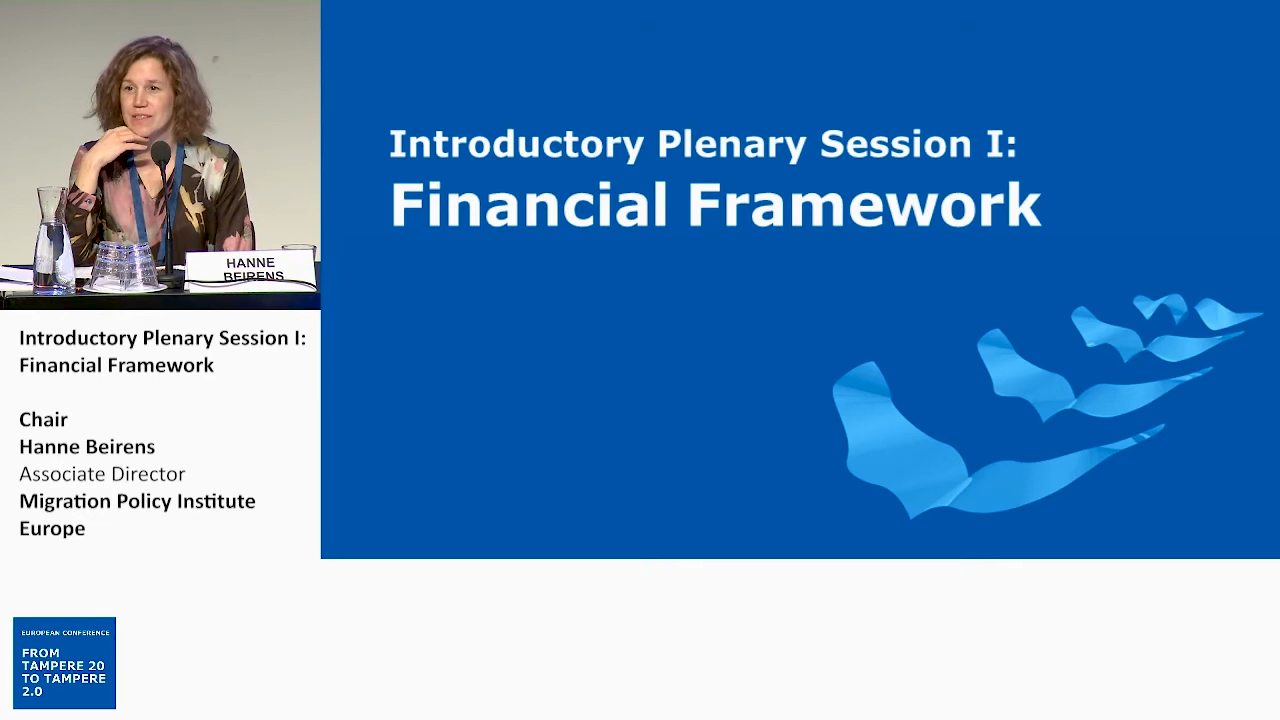 HANNE
BEIRENS
Introductory Plenary Session I:
Financial Framework
Introductory Plenary Session I:
Financial Framework
Chair
Hanne Beirens
Associate Director
Migration Policy Institute
Europe
EUROPEAN CONFERENCE
FROM
TAMPERE 20
TO TAMPERE
2.0